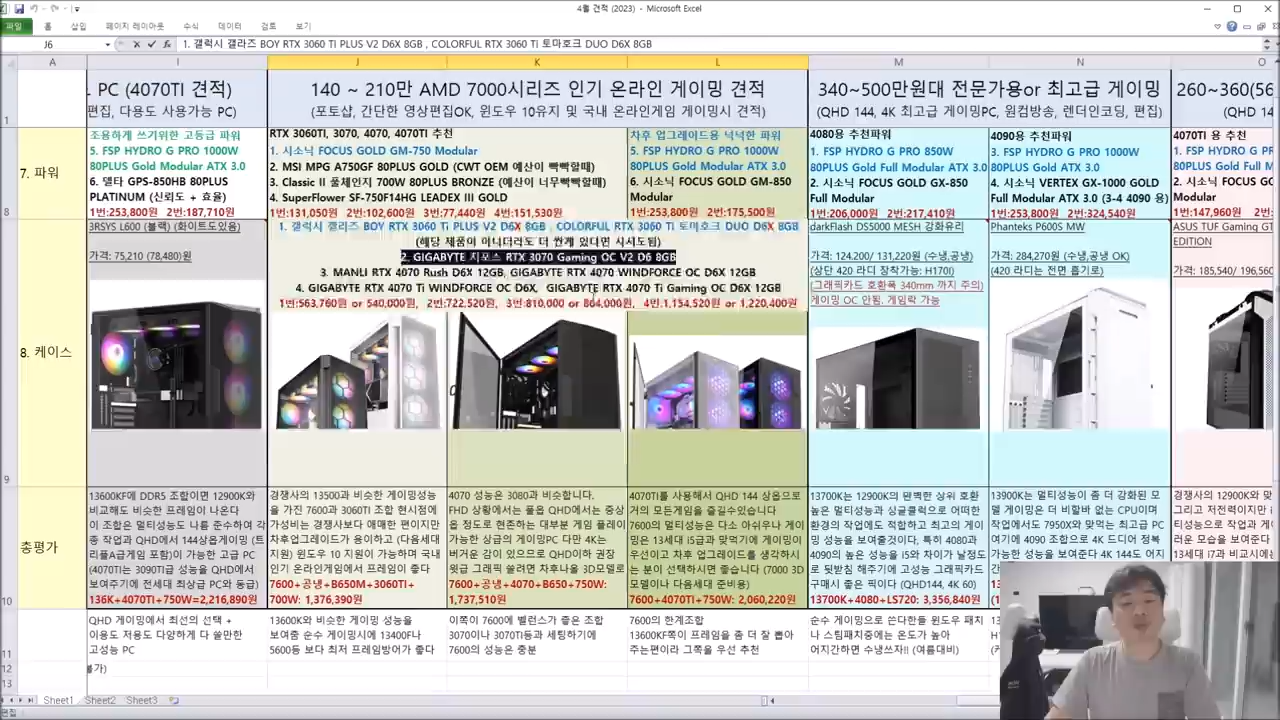 4월 견적 (2023) - Microsoft Excel
파일 홈 삽입 페이지 레이아웃 수식 데이터 검토 보기
J6 1. 갤럭시 갤라즈 BOY RTX 3060 Ti PLUS V2 D6X 8GB , COLORFUL RTX 3060 Ti 토마호크 DUO D6X 8GB
A I J K L M N O
1
PC (4070TI 견적)
편집, 다용도 사용가능 PC)
140 ~ 210만 AMD 7000시리즈 인기 온라인 게이밍 견적
(포토샵, 간단한 영상편집OK, 윈도우 10유지 및 국내 온라인게임 게이밍시 견적)
340~500만원대 전문가용or 최고급 게이밍
(QHD 144, 4K 최고급 게이밍PC, 원컴방송, 렌더인코딩, 편집)
260~360(56
(QHD 14
7. 파워
8
조용하게 쓰기위한 고등급 파워
5. FSP HYDRO G PRO 1000W
80PLUS Gold Modular ATX 3.0
6. 델타 GPS-850HB 80PLUS
PLATINUM (신뢰도 + 효율)
1번:253,800원 2번:187,710원
RTX 3060TI, 3070, 4070, 4070TI 추천
1. 시소닉 FOCUS GOLD GM-750 Modular
2. MSI MPG A750GF 80PLUS GOLD (CWT OEM 예산이 빡빡할때)
3. Classic II 풀체인지 700W 80PLUS BRONZE (예산이 너무빡빡할때)
4. SuperFlower SF-750F14HG LEADEX III GOLD
1번:131,050원 2번:102,600원 3번:77,440원 4번:151,530원
차후 업그레이드용 넉넉한 파워
5. FSP HYDRO G PRO 1000W
80PLUS Gold Modular ATX 3.0
6. 시소닉 FOCUS GOLD GM-850
Modular
1번:253,800원 2번:175,500원
4080용 추천파워
1. FSP HYDRO G PRO 850W
80PLUS Gold Full Modular ATX 3.0
2. 시소닉 FOCUS GOLD GX-850
Full Modular
1번:206,000원 2번:217,410원
4090용 추천파워
3. FSP HYDRO G PRO 1000W
80PLUS Gold Full Modular ATX 3.0
4. 시소닉 VERTEX GX-1000 GOLD
Full Modular ATX 3.0 (3-4 4090 용)
1번:253,800원 2번:324,540원
4070TI 용 추천
1. FSP HYDRO G F
80PLUS Gold Full M
2. 시소닉 FOCUS
Full Modular
1번:147,960원 2
8. 케이스
9
3RSYS L600 (블랙) (화이트도있음)
가격: 75,210 (78,480)원
1. 갤럭시 갤라즈 BOY RTX 3060 Ti PLUS V2 D6X 8GB , COLORFUL RTX 3060 Ti 토마호크 DUO D6X 8GB
(해당 제품이 아니더라도 더 싼게 있다면 사시도됨)
2. GIGABYTE 지포스 RTX 3070 Gaming OC V2 D6 8GB
3. MANLI RTX 4070 Rush D6X 12GB, GIGABYTE RTX 4070 WINDFORCE OC D6X 12GB
4. GIGABYTE RTX 4070 Ti WINDFORCE OC D6X, GIGABYTE RTX 4070 Ti Gaming OC D6X 12GB
1번:563,760원 or 540,000원, 2번:722,520원, 3번:810,000 or 864,000원, 4번:1,154,520원 or 1,220,400원
darkFlash DS5000 MESH 강화유리
가격: 124,200/ 131,220원 (수냉,공냉)
(상단 420 라디 장착가능: H170I)
(그래픽카드 호환폭 340mm 까지 주의)
케이밍 OC 안됨. 게임락 가능
Phanteks P600S MW
가격: 284,270원 (수냉,공냉 OK)
(420 라디는 전면 흡기로)
ASUS TUF Gaming GT
EDITION
가격: 185,540/ 196,560
총평가
10
13600KF에 DDR5 조합이면 12900K와
비교해도 비슷한 프레임이 나온다
이 조합은 멀티성능도 나름 준수하여 각
종 작업과 QHD144상옵게이밍 (트
리플A급게임 포함)이 가능한 고급 PC
(4070TI는 3090TI급 성능을 QHD에서
보여주기에 전세대 최상급 PC와 동급)
136K+4070TI+750W=2,216,890원
경쟁사의 13500과 비슷한 게이밍성능
을 가진 7600과 3060TI 조합 현시점에
가성비는 경쟁사보다 애매한 편이지만
차후업그레이드가 용이하고 (다음세대
지원) 윈도우 10 지원이 가능하며 국내
인기 온라인게임에서 프레임이 좋다
7600+공냉+B650M+3060TI+
700W: 1,376,390원
4070 성능은 3080과 비슷합니다.
FHD 상황에서는 풀옵 QHD에서는 중상
옵 정도로 현존하는 대부분 게임 플레이
가능한 상급의 게이밍PC 다만 4K는
버거운 감이 있으므로 QHD이하 권장
윗급 그래픽 쓸려면 차후나올 3D모델로
7600+공냉+4070+B650+750W:
1,737,510원
4070TI를 사용해서 QHD 144 상옵으로
거의 모든게임을 즐길수있습니다
7600의 멀티성능은 다소 아쉬우나 게이
밍은 13세대 i5급과 맞먹기에 게이밍이
우선이고 차후 업그레이드를 생각하시
는 분이 선택하시면 좋습니다 (7000 3D
모델이나 다음세대 준비용)
7600+4070TI+750W: 2,060,220원
13700K는 12900K의 완벽한 상위 호환
높은 멀티성능과 싱글클럭으로 어떠한
환경의 작업에도 적합하고 최고의 게이
밍 성능을 보여줄것이다. 특히 4080과
4090의 높은 성능을 i5와 차이가 날정도
로 뒷받침 해주기에 고성능 그래픽카드
구매시 좋은 픽이다 (QHD144, 4K 60)
13700K+4080+LS720: 3,356,840원
13900K는 멀티성능이 좀 더 강화된 모
델 게이밍은 더 비할바 없는 CPU이며
작업에서도 7950X와 맞먹는 최고급 PC
여기에 4090 조합으로 4K 드디어 정복
가능한 성능을 보여준다 4K 144도 어지
경쟁사의 12900K와 맞
격그리고 저전력이지만
티성능으로 작업과 게이
러운 모습을 보여준다
13세대 i7과 비교시에는
11
QHD 게이밍에서 최선의 선택 +
이용도 저용도 다양하게 다 쓸만한
고성능 PC
13600K와 비슷한 게이밍 성능을
보여줌 순수 게이밍시에 13400F나
5600등 보다 최저 프레임방어가 좋다
이쪽이 7600에 밸런스가 좋은 조합
3070이나 3070TI등과 세팅하기에
7600의 성능은 충분
7600의 한계조합
13600KF쪽이 프레임을 좀 더 잘 뽑아
주는편이라 그쪽을 우선 추천
순수 게이밍으로 쓴다한들 윈도우 패치
나 스팀패치중에는 온도가 높아
어지간하면 수냉쓰자!! (여름대비)
12
불가)
13
Sheet1 Sheet2 Sheet3